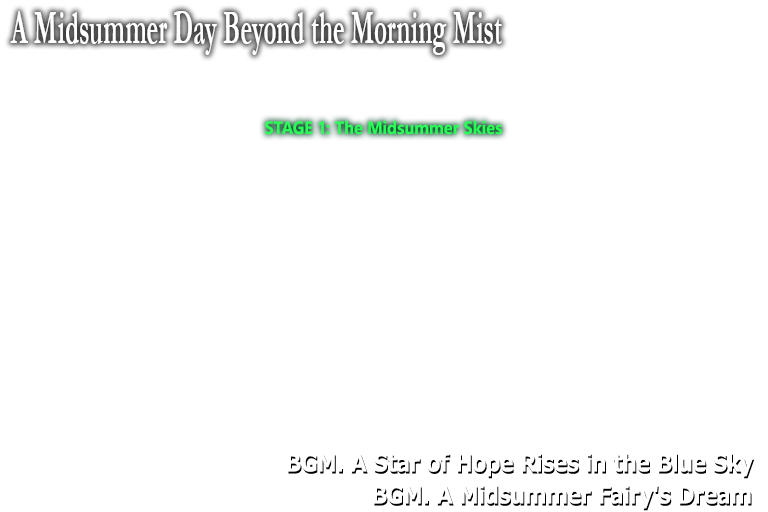 A Midsummer Day Beyond the Morning Mist
STAGE 1: The Midsummer Skies
BGM. A Star of Hope Rises in the Blue Sky
BGM. A Midsummer Fairy's Dream